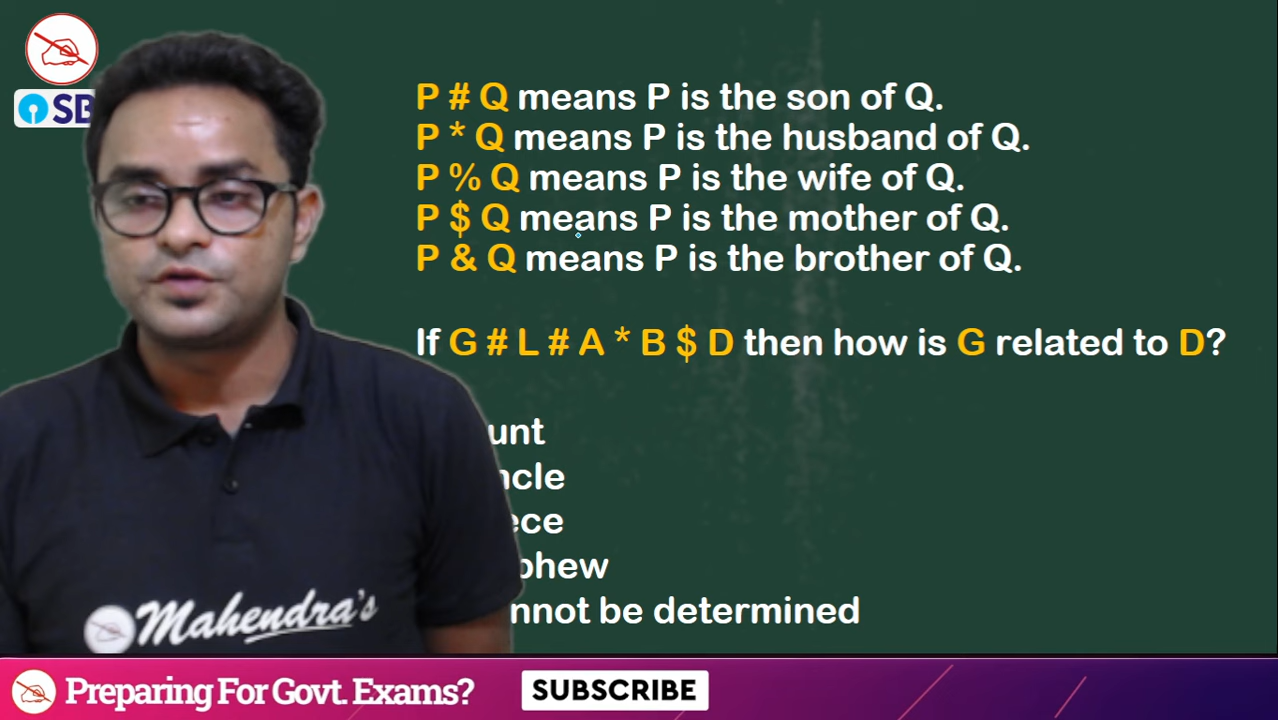 SB
P # Q means P is the son of Q.
P * Q means P is the husband of Q.
P % Q means P is the wife of Q.
P $ Q means P is the mother of Q.
P & Q means P is the brother of Q.
If G # L # A * B $ D then how is G related to D?
unt
ncle
ece
phew
nnot be determined
Mahendra's
Preparing For Govt. Exams?
SUBSCRIBE